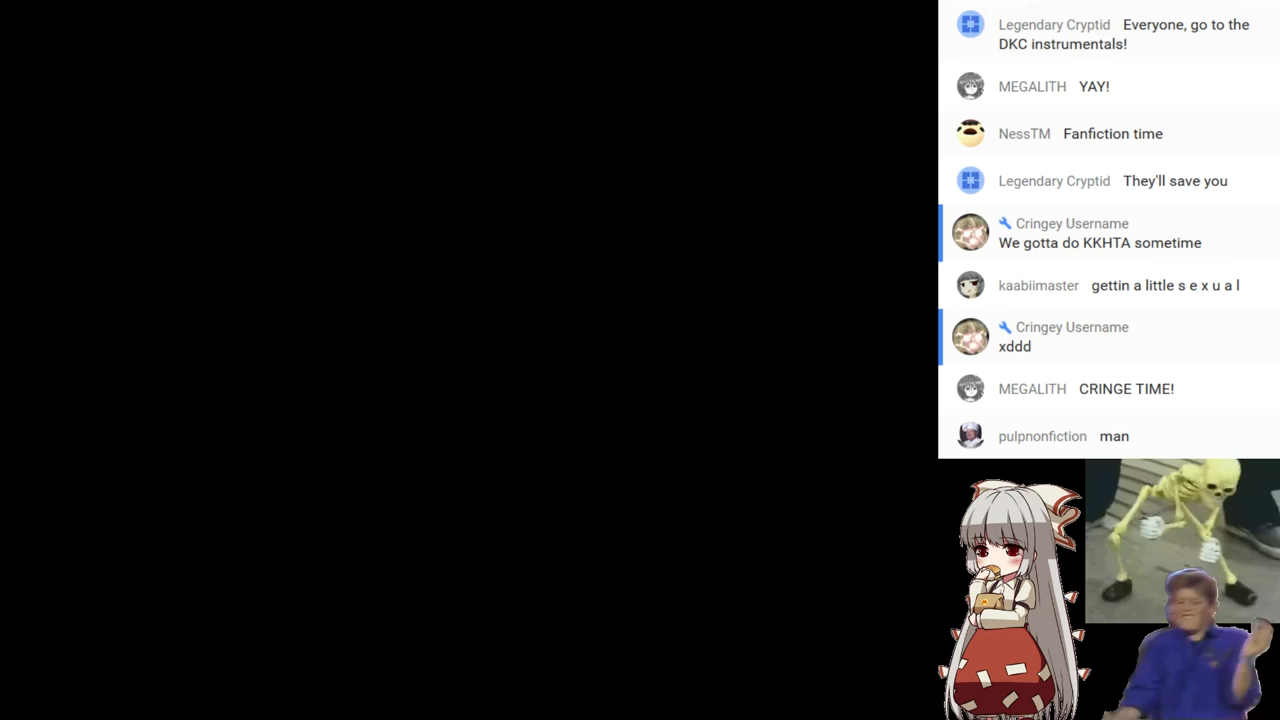 Legendary Cryptid Everyone, go to the
DKC instrumentals!
MEGALITH YAY!
NessTM Fanfiction time
Legendary Cryptid They'll save you
Cringey Username
We gotta do KKHTA sometime
kaabiimaster gettin a little s e x u a l
Cringey Username
xddd
MEGALITH CRINGE TIME!
pulpnonfiction man